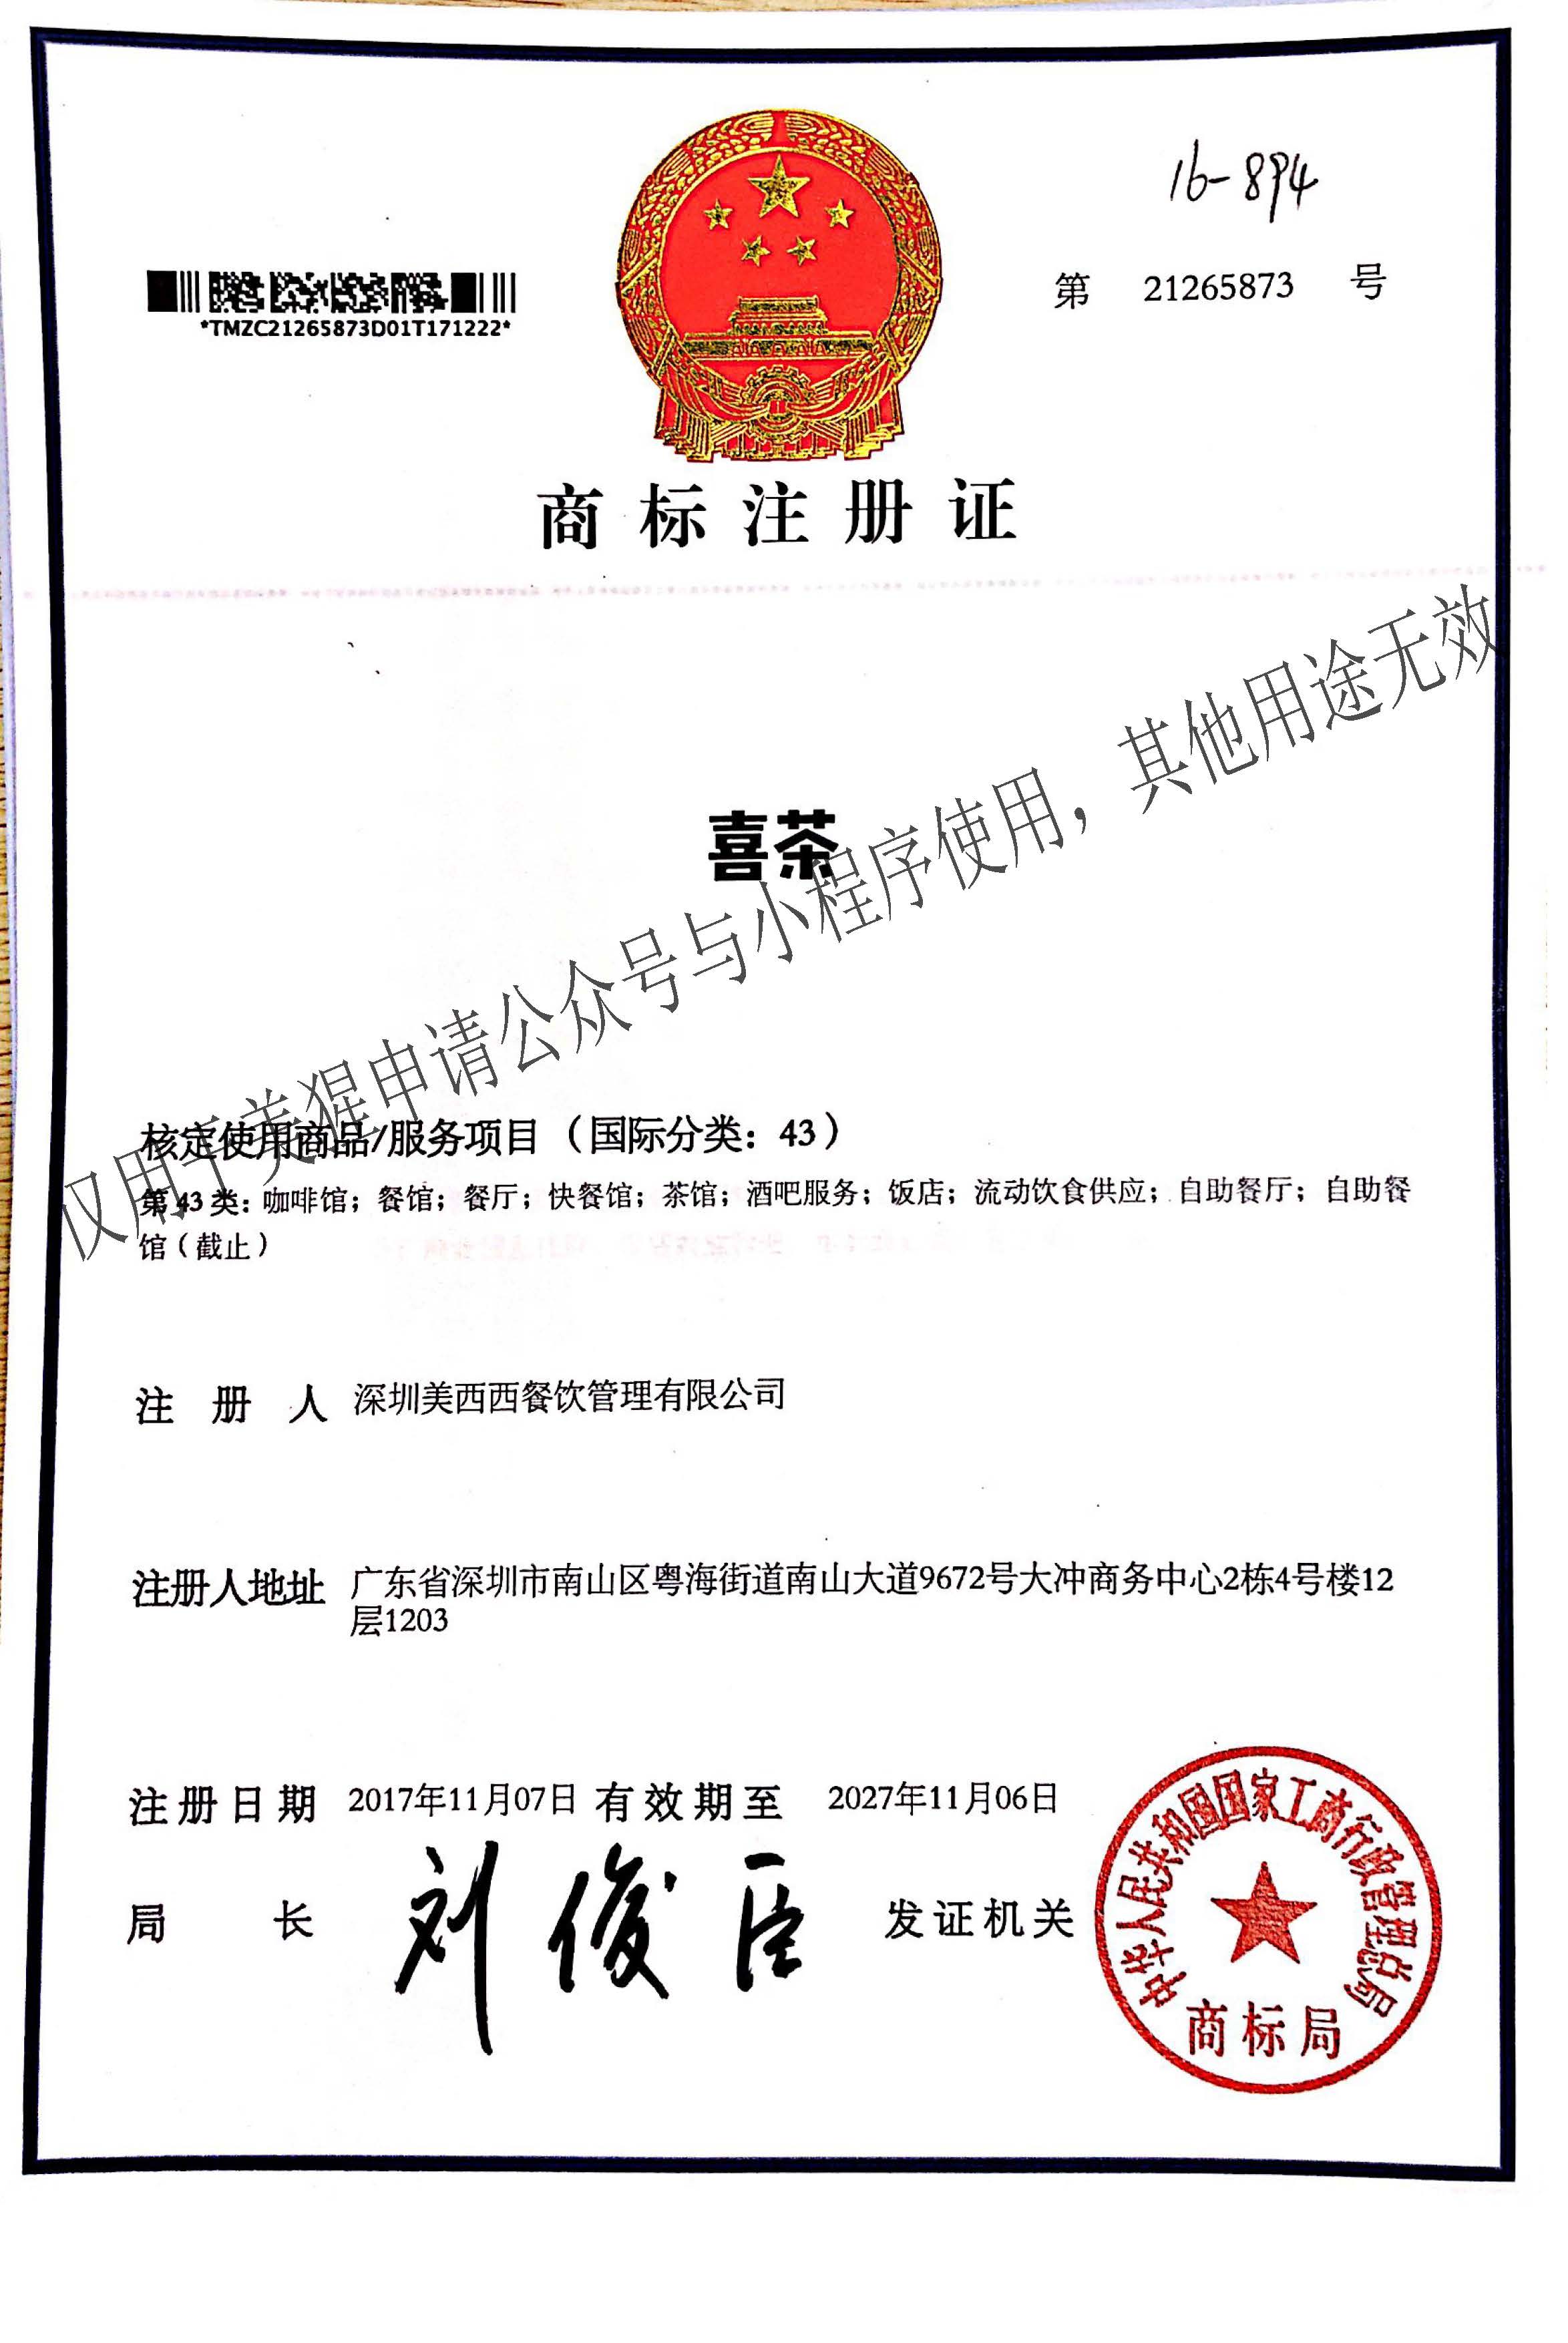 16-894
*TMZC21265873D01T171222*
第 21265873 号
商标注册证
喜茶
仅用于美猩申请公众号与小程序使用，其他用途无效
核定使用商品/服务项目（国际分类：43）
第43类：咖啡馆；餐馆；餐厅；快餐馆；茶馆；酒吧服务；饭店；流动饮食供应；自助餐厅；自助餐
馆（截止）
注册人 深圳美西西餐饮管理有限公司
注册人地址 广东省深圳市南山区粤海街道南山大道9672号大冲商务中心2栋4号楼12
层1203
注册日期 2017年11月07日 有效期至 2027年11月06日
局长 刘俊臣 发证机关
中华人民共和国国家工商行政管理总局
商标局